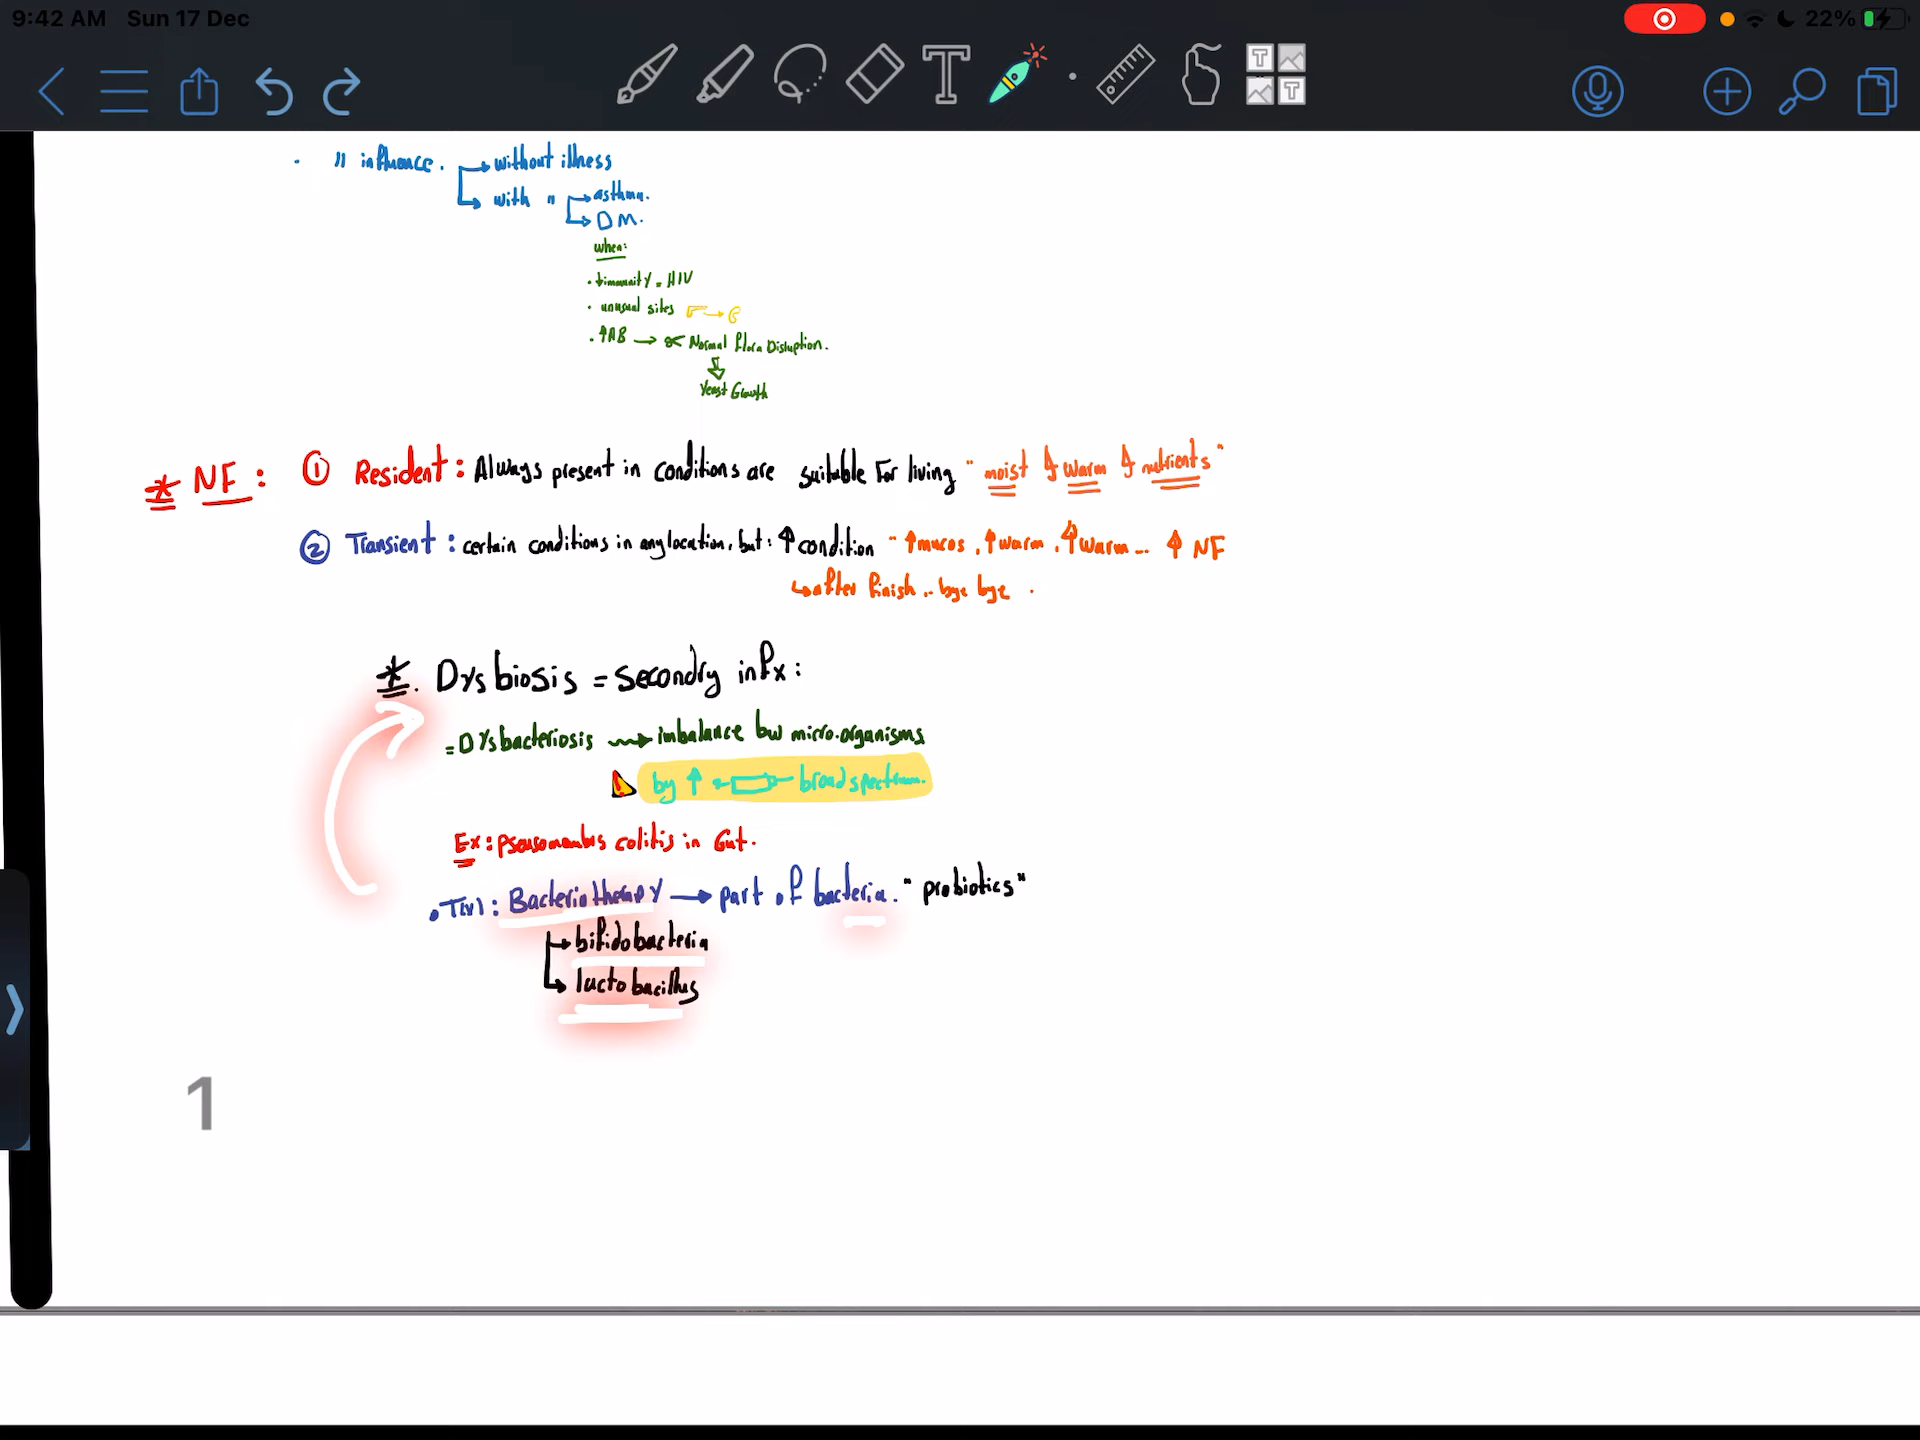 9:42 AM Sun 17 Dec
22%
T
T
T
. " influence. without illness
with " asthma.
DM.
when:
. ↓immunity = HIV
. unusual sites
. ↑AB → Normal flora Disruption.
Yeast Growth
* NF: ① Resident: Always present in conditions are suitable for living "moist warm nutrients"
② Transient: certain conditions in any location, but: ↑condition "↑mucos, ↑warm, ↑warm... ↑ NF
↳after finish .. bye bye .
*. Dysbiosis = secondry infx:
= Dysbacteriosis → imbalance bw micro.organisms
by ↑ broad spectrum.
Ex: colitis in Gut.
. T(x): Bacteriotherapy → part of bacteria. "probiotics"
→ bifidobacteria
↳ lactobacillus
1